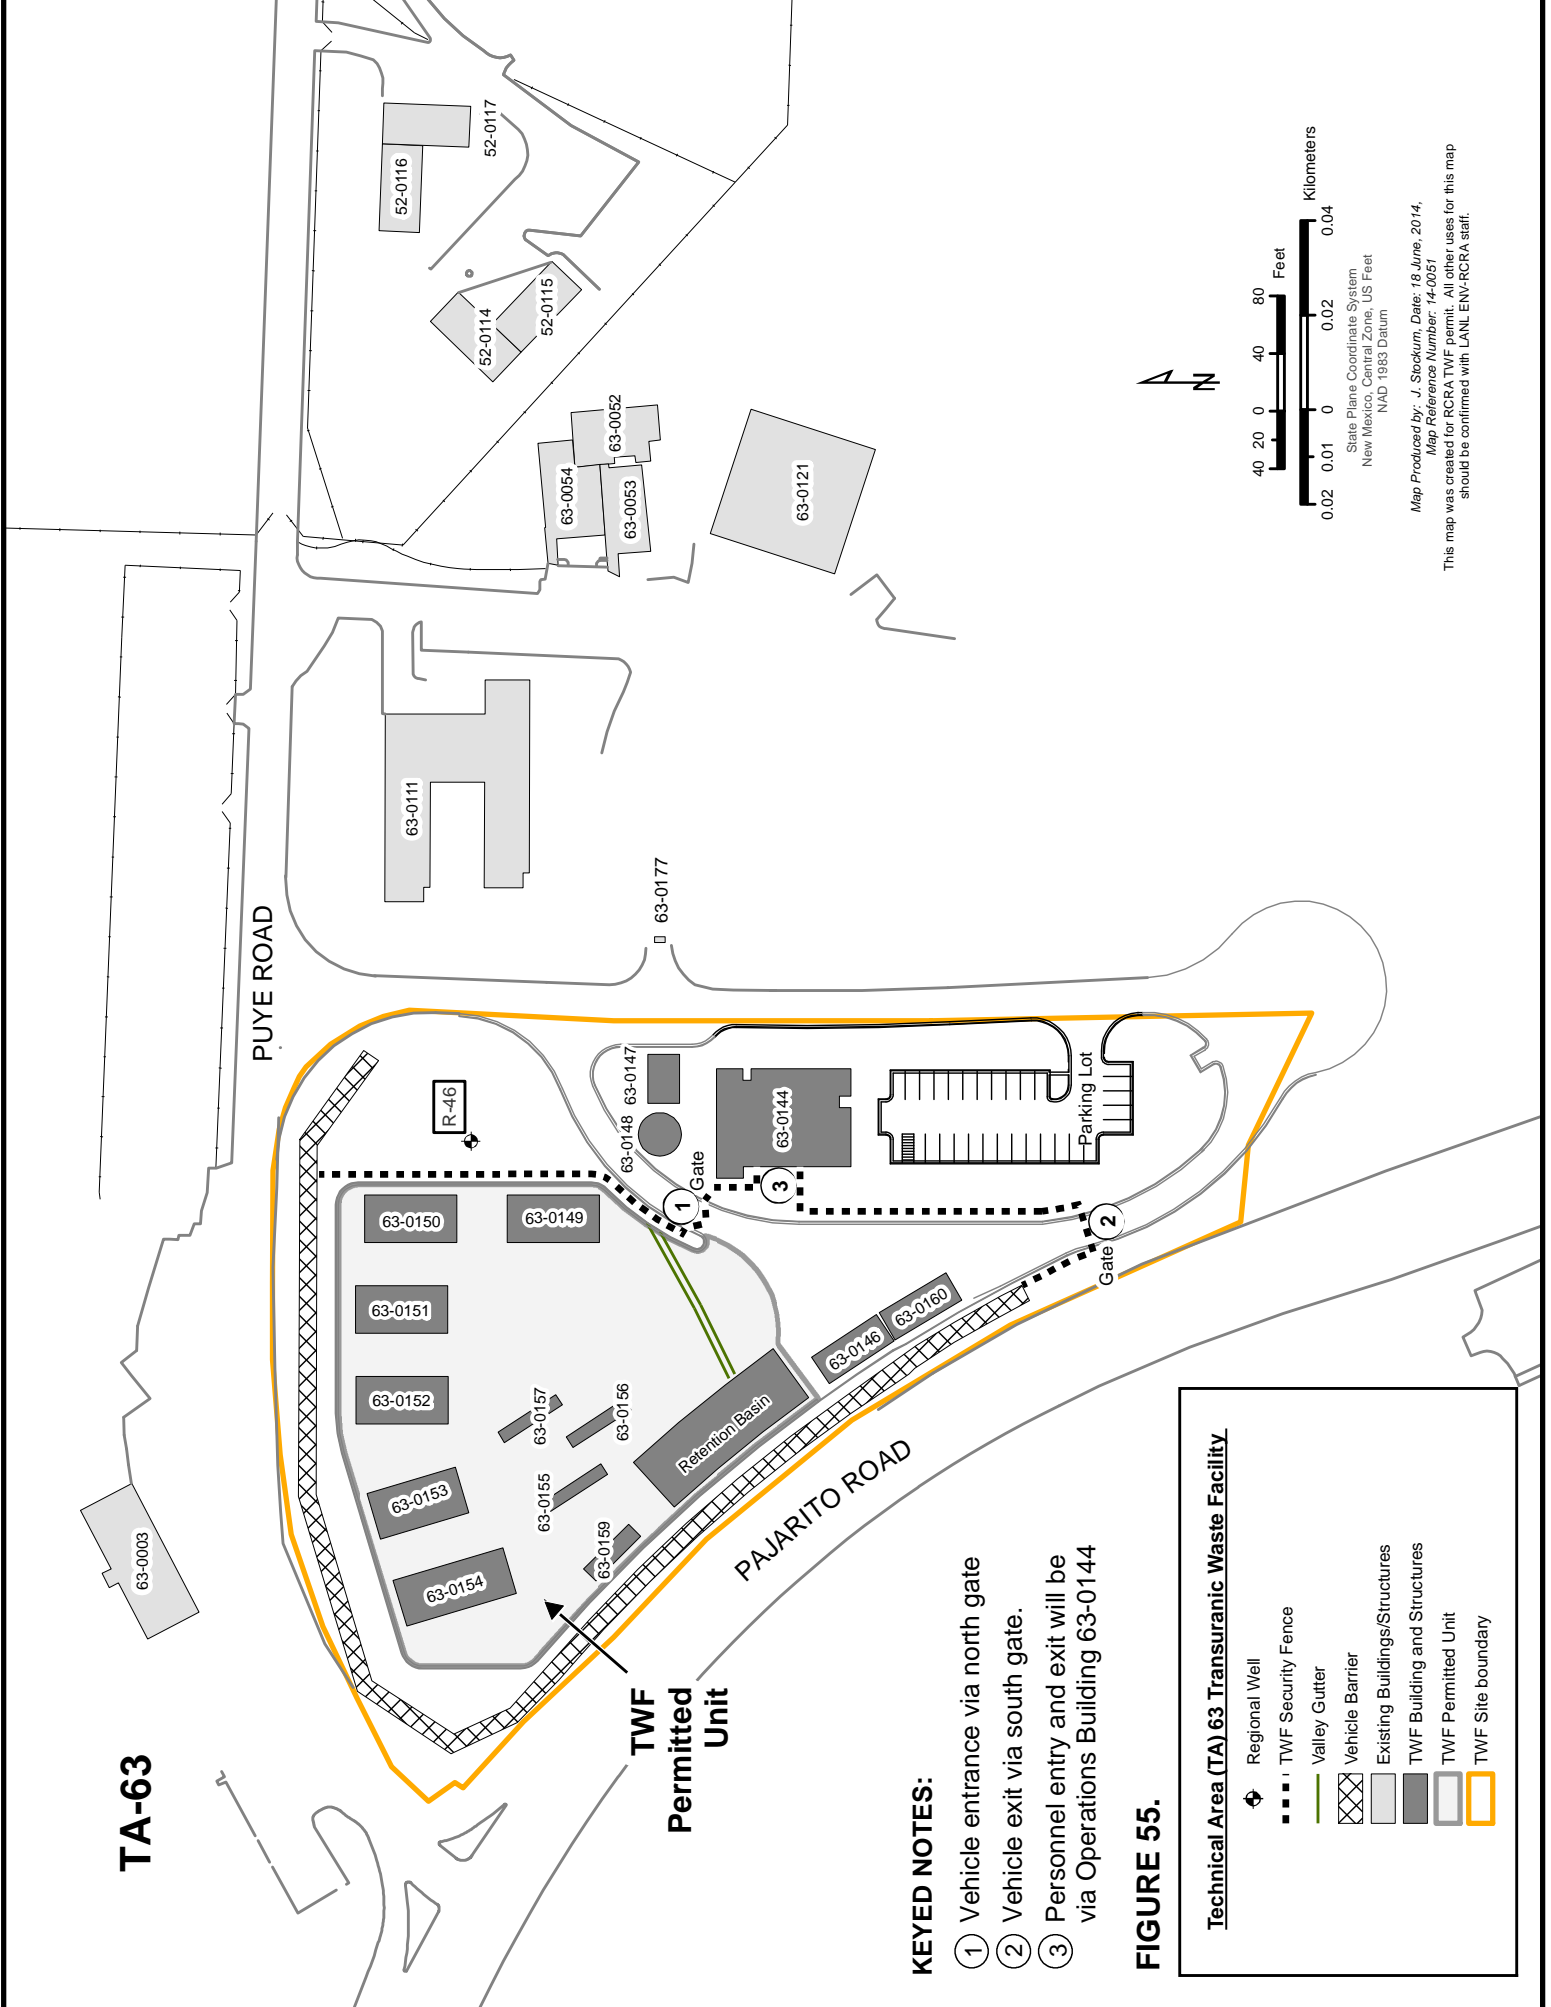 TA-63
PUYE ROAD
63-0003
63-0111
63-0177
52-0116
52-0117
52-0114
52-0115
63-0054
63-0052
63-0053
63-0121
R-46
63-0150
63-0149
63-0151
63-0152
63-0153
63-0154
63-0157
63-0156
63-0155
63-0159
Retention Basin
63-0148
63-0147
63-0144
Gate
1
3
2
Gate
Parking Lot
63-0146
63-0160
PAJARITO ROAD
TWF
Permitted
Unit
KEYED NOTES:
1 Vehicle entrance via north gate
2 Vehicle exit via south gate.
3 Personnel entry and exit will be
via Operations Building 63-0144
FIGURE 55.
Technical Area (TA) 63 Transuranic Waste Facility
Regional Well
TWF Security Fence
Valley Gutter
Vehicle Barrier
Existing Buildings/Structures
TWF Building and Structures
TWF Permitted Unit
TWF Site boundary
N
40 20 0 40 80
Feet
0.02 0.01 0 0.02 0.04
Kilometers
State Plane Coordinate System
New Mexico, Central Zone, US Feet
NAD 1983 Datum
Map Produced by: J. Stockum, Date: 18 June, 2014,
Map Reference Number: 14-0051
This map was created for RCRA TWF permit. All other uses for this map
should be confirmed with LANL ENV-RCRA staff.